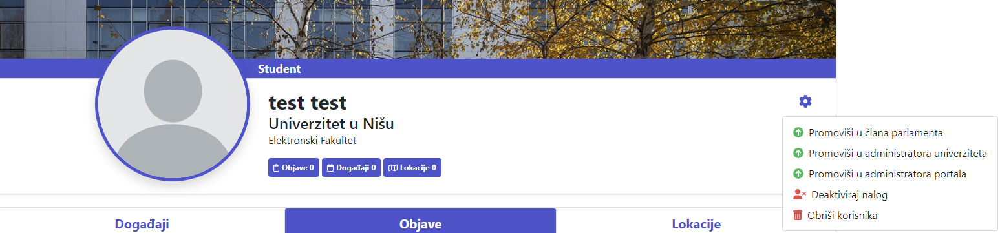 Student
test test
Univerzitet u Nišu
Elektronski Fakultet
Objave 0 Događaji 0 Lokacije 0
Promoviši u člana parlamenta
Promoviši u administratora univerziteta
Promoviši u administratora portala
Deaktiviraj nalog
Obriši korisnika
Događaji Objave Lokacije